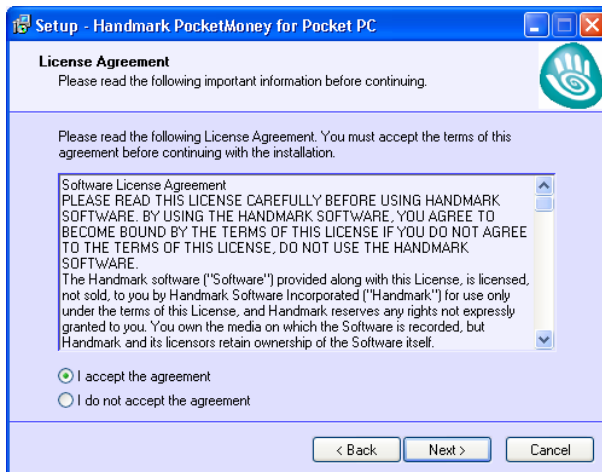 Setup - Handmark PocketMoney for Pocket PC
License Agreement
Please read the following important information before continuing.
Please read the following License Agreement. You must accept the terms of this
agreement before continuing with the installation.
Software License Agreement
PLEASE READ THIS LICENSE CAREFULLY BEFORE USING HANDMARK
SOFTWARE. BY USING THE HANDMARK SOFTWARE, YOU AGREE TO
BECOME BOUND BY THE TERMS OF THIS LICENSE IF YOU DO NOT AGREE
TO THE TERMS OF THIS LICENSE, DO NOT USE THE HANDMARK
SOFTWARE.
The Handmark software ("Software") provided along with this License, is licensed,
not sold, to you by Handmark Software Incorporated ("Handmark") for use only
under the terms of this License, and Handmark reserves any rights not expressly
granted to you. You own the media on which the Software is recorded, but
Handmark and its licensors retain ownership of the Software itself.
I accept the agreement
I do not accept the agreement
< Back
Next >
Cancel